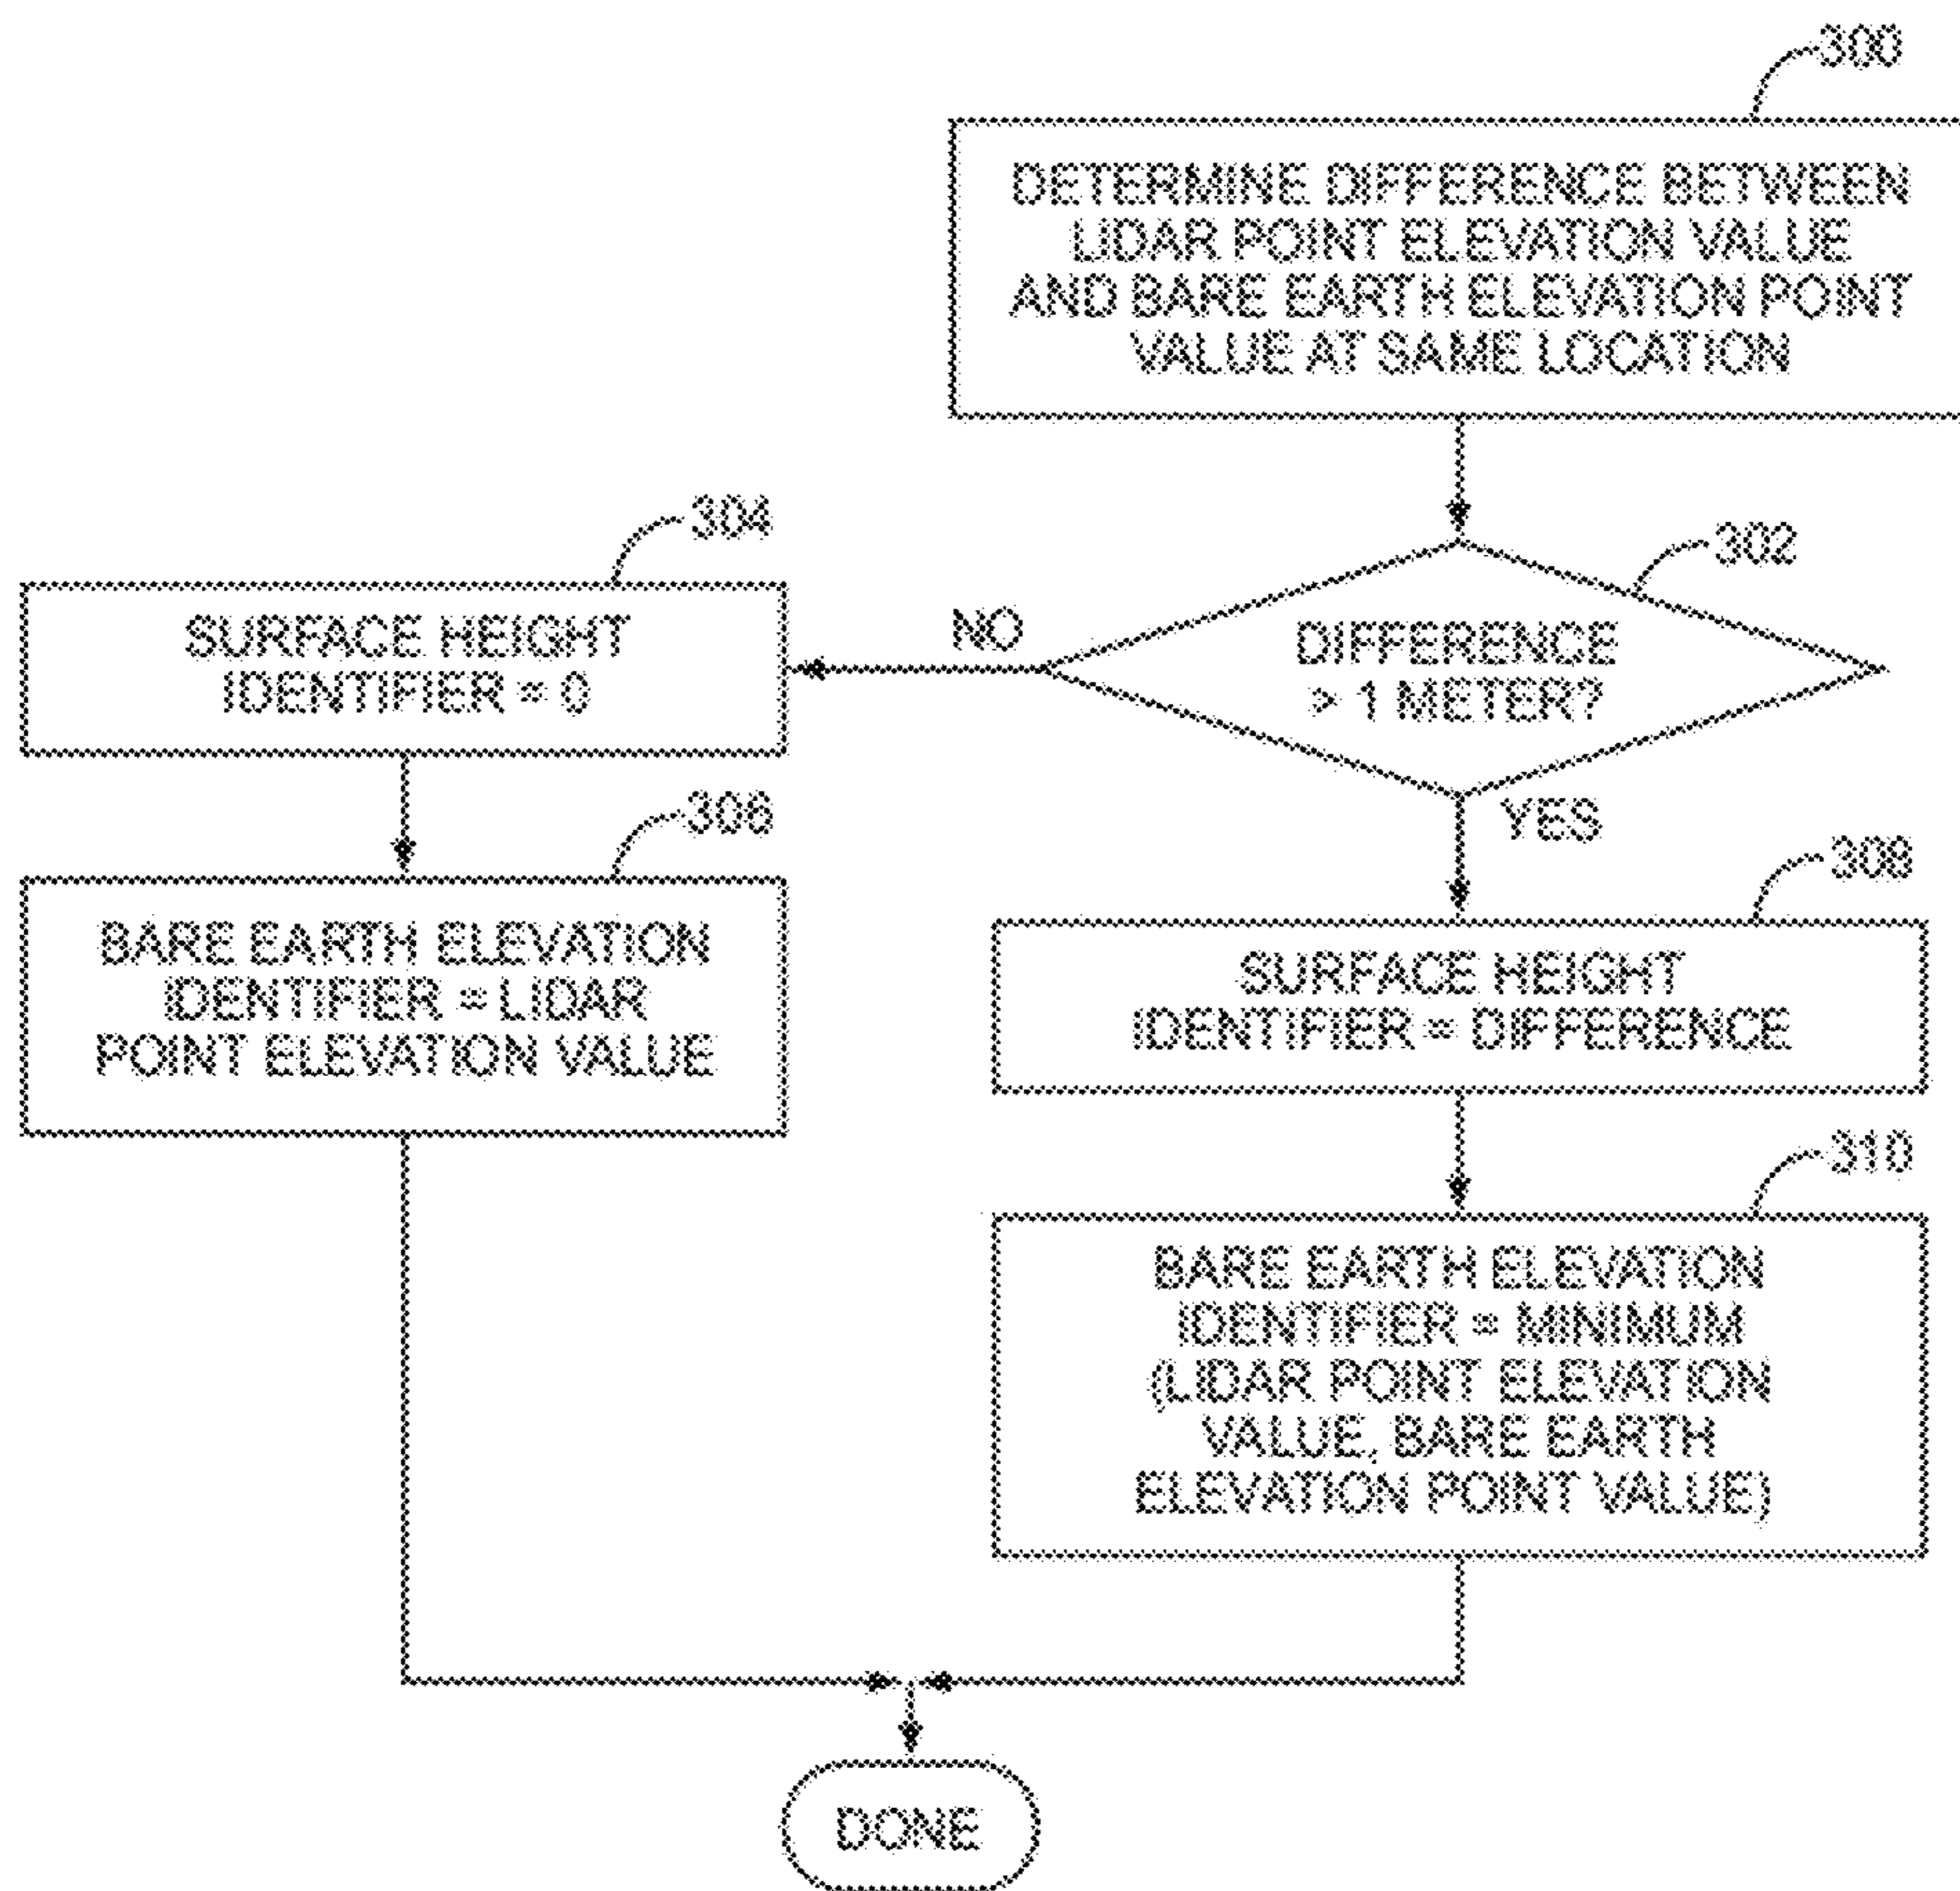 300
DETERMINE DIFFERENCE BETWEEN
LIDAR POINT ELEVATION VALUE
AND BARE EARTH ELEVATION POINT
VALUE AT SAME LOCATION
302
DIFFERENCE
> 1 METER?
NO
YES
304
SURFACE HEIGHT
IDENTIFIER = 0
306
BARE EARTH ELEVATION
IDENTIFIER = LIDAR
POINT ELEVATION VALUE
308
SURFACE HEIGHT
IDENTIFIER = DIFFERENCE
310
BARE EARTH ELEVATION
IDENTIFIER = MINIMUM
(LIDAR POINT ELEVATION
VALUE, BARE EARTH
ELEVATION POINT VALUE)
DONE